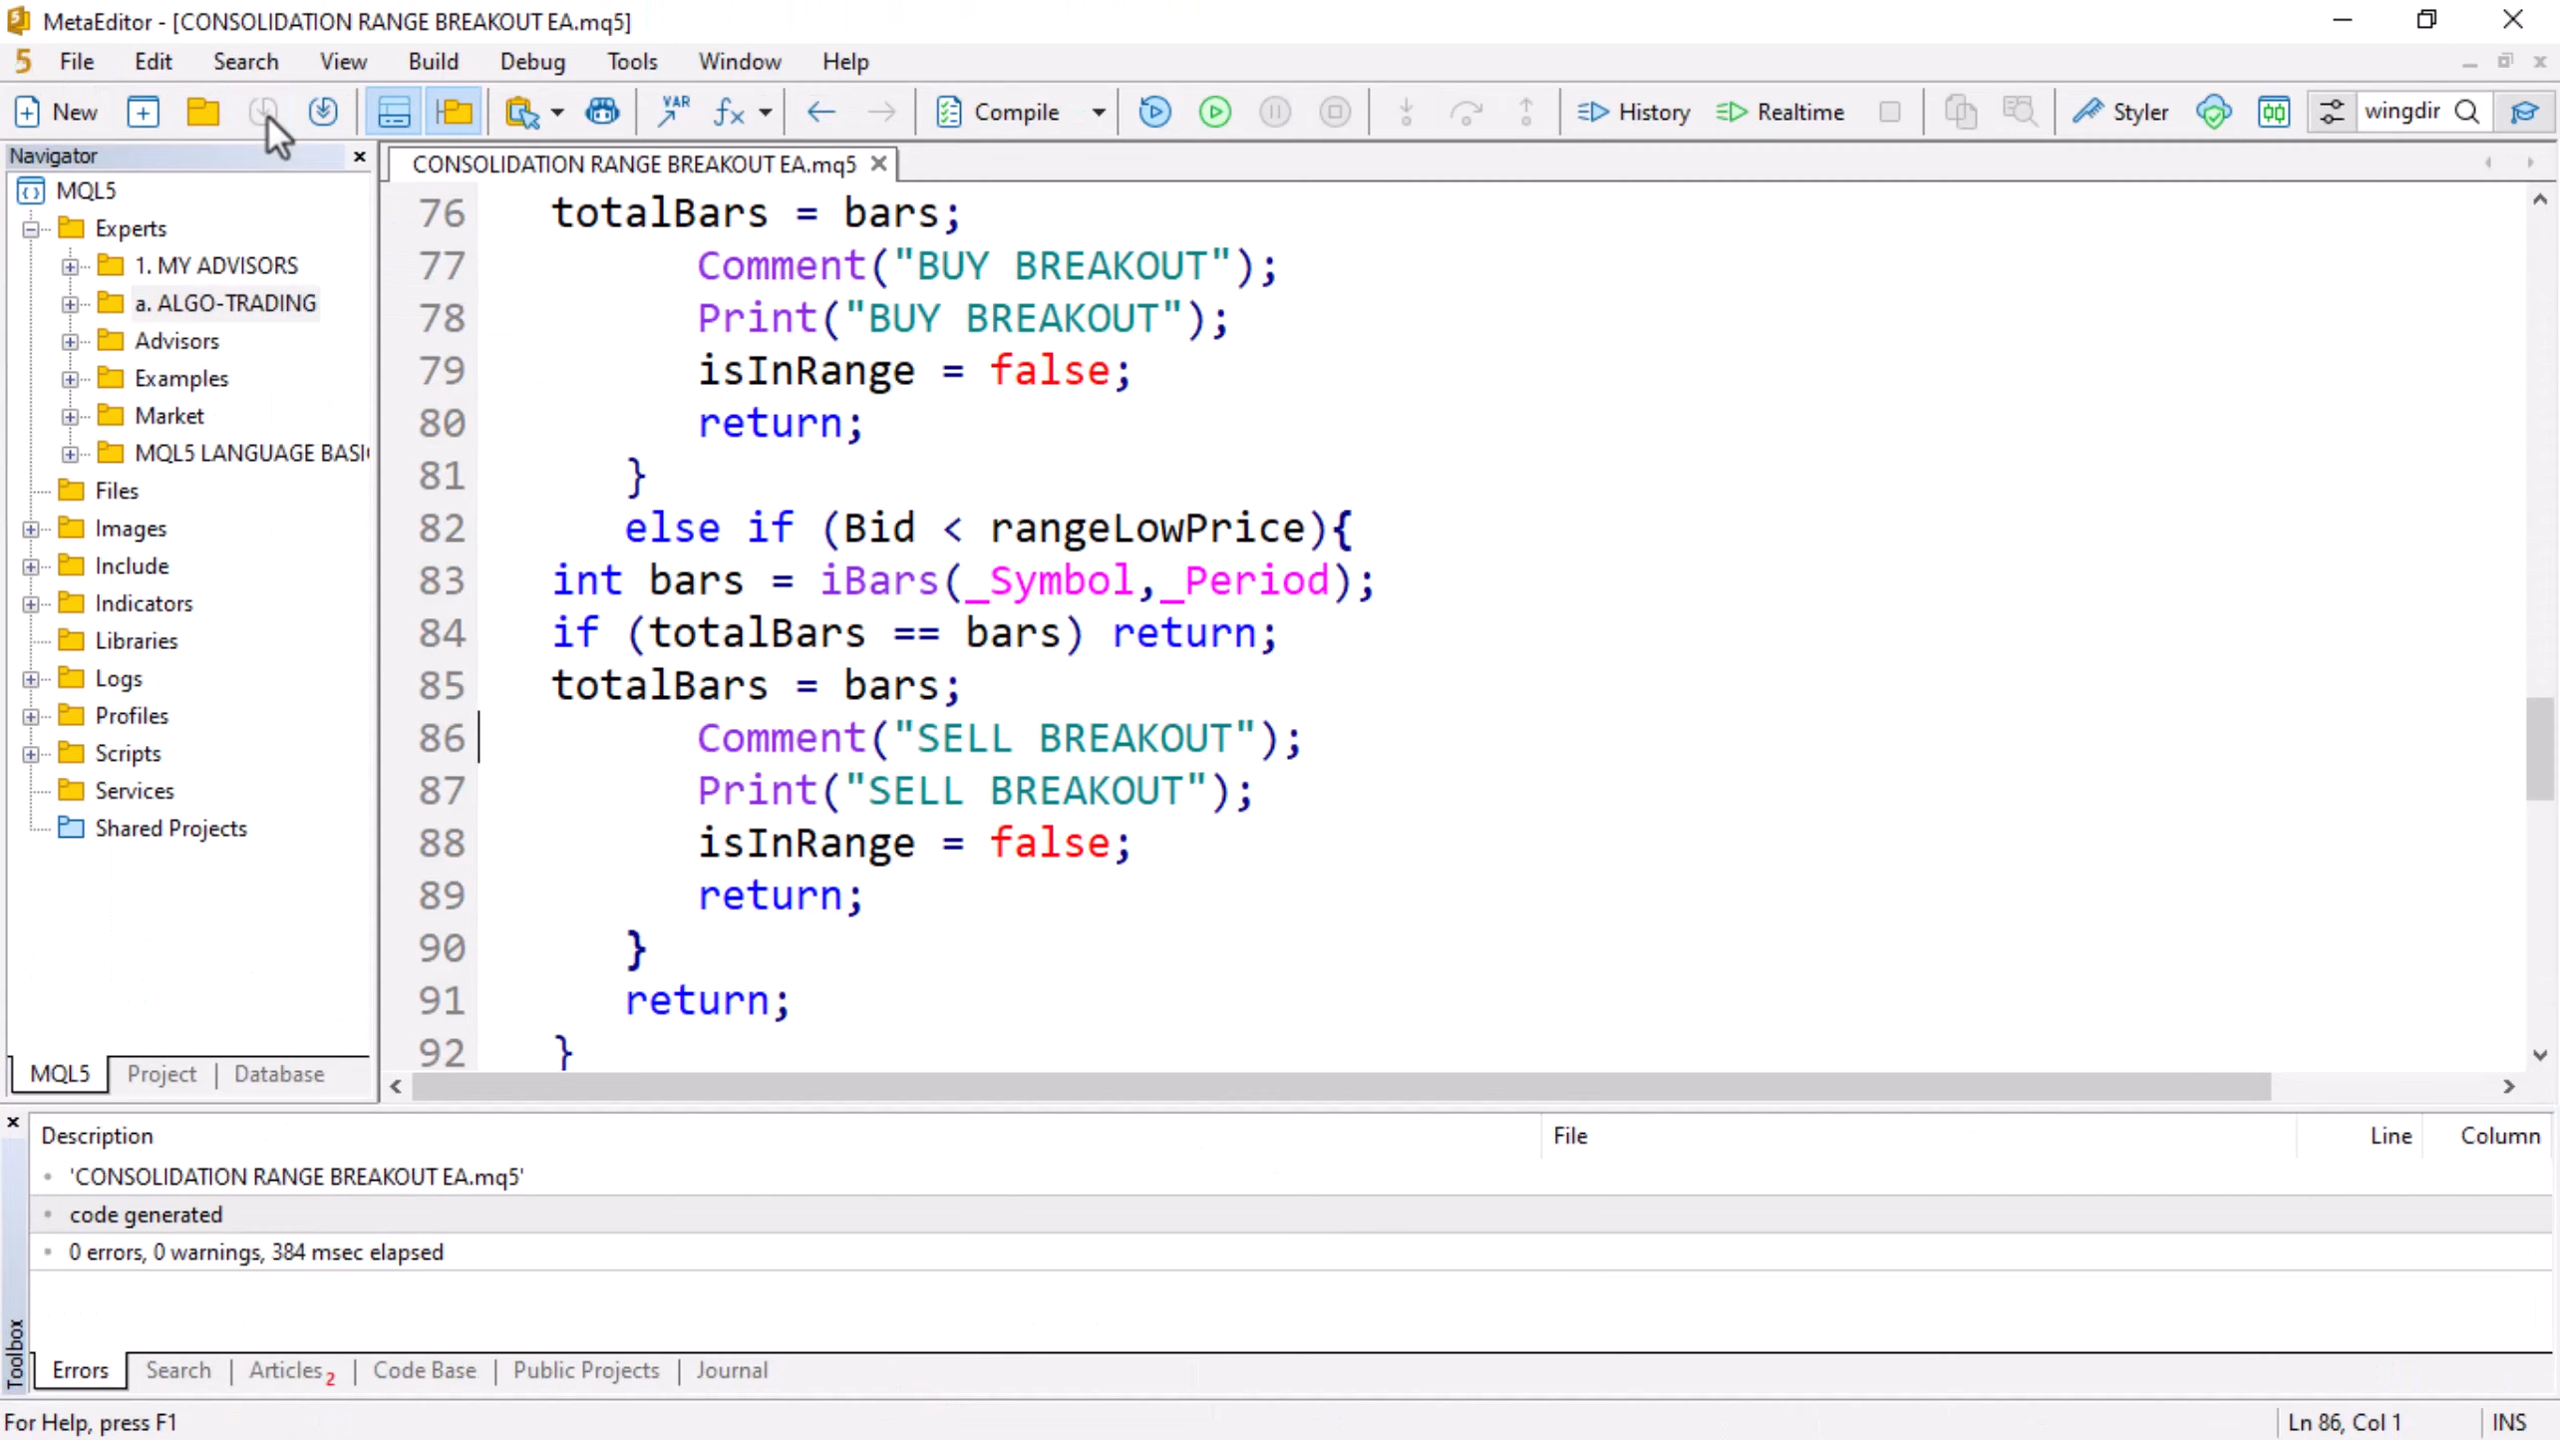 MetaEditor - [CONSOLIDATION RANGE BREAKOUT EA.mq5]
5 File Edit Search View Build Debug Tools Window Help
New VAR fx Compile History Realtime Styler wingdir
Navigator
MQL5
Experts
1. MY ADVISORS
a. ALGO-TRADING
Advisors
Examples
Market
MQL5 LANGUAGE BASI
Files
Images
Include
Indicators
Libraries
Logs
Profiles
Scripts
Services
Shared Projects
MQL5 Project Database
CONSOLIDATION RANGE BREAKOUT EA.mq5
76 totalBars = bars;
77 Comment("BUY BREAKOUT");
78 Print("BUY BREAKOUT");
79 isInRange = false;
80 return;
81 }
82 else if (Bid < rangeLowPrice){
83 int bars = iBars(_Symbol,_Period);
84 if (totalBars == bars) return;
85 totalBars = bars;
86 Comment("SELL BREAKOUT");
87 Print("SELL BREAKOUT");
88 isInRange = false;
89 return;
90 }
91 return;
92 }
Description File Line Column
'CONSOLIDATION RANGE BREAKOUT EA.mq5'
code generated
0 errors, 0 warnings, 384 msec elapsed
Toolbox
Errors Search Articles 2 Code Base Public Projects Journal
For Help, press F1 Ln 86, Col 1 INS